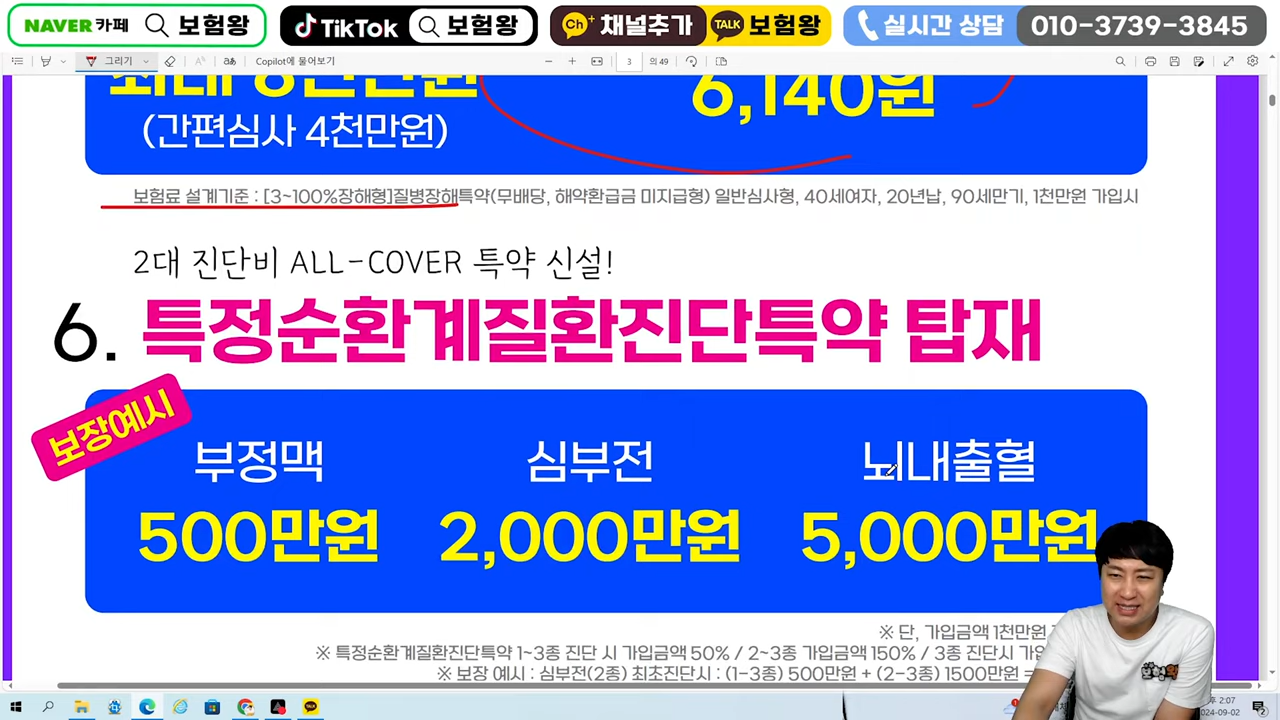 NAVER 카페 보험왕 TikTok 보험왕 Ch+ 채널추가 TALK 보험왕 실시간 상담 010-3739-3845
그리기 가あ Copilot에 물어보기 3 의 49
6,140원
(간편심사 4천만원)
보험료 설계기준 : [3~100%장해형]질병장해특약(무배당, 해약환급금 미지급형) 일반심사형, 40세여자, 20년납, 90세만기, 1천만원 가입시
2대 진단비 ALL-COVER 특약 신설!
6. 특정순환계질환진단특약 탑재
보장예시
부정맥 심부전 뇌내출혈
500만원 2,000만원 5,000만원
※ 단, 가입금액 1천만원
※ 특정순환계질환진단특약 1~3종 진단 시 가입금액 50% / 2~3종 가입금액 150% / 3종 진단시
※ 보장 예시 : 심부전(2종) 최초진단시 : (1-3종) 500만원 + (2-3종) 1500만원 =
보험왕
2:07
2024-09-02